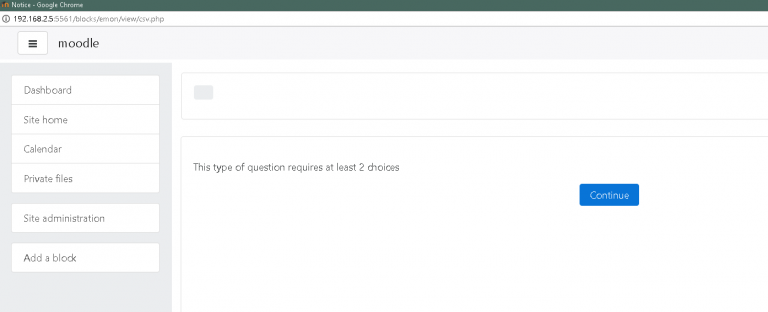 Notice - Google Chrome
192.168.2.5:5561/blocks/emon/view/csv.php
moodle
Dashboard
Site home
Calendar
Private files
Site administration
Add a block
This type of question requires at least 2 choices
Continue